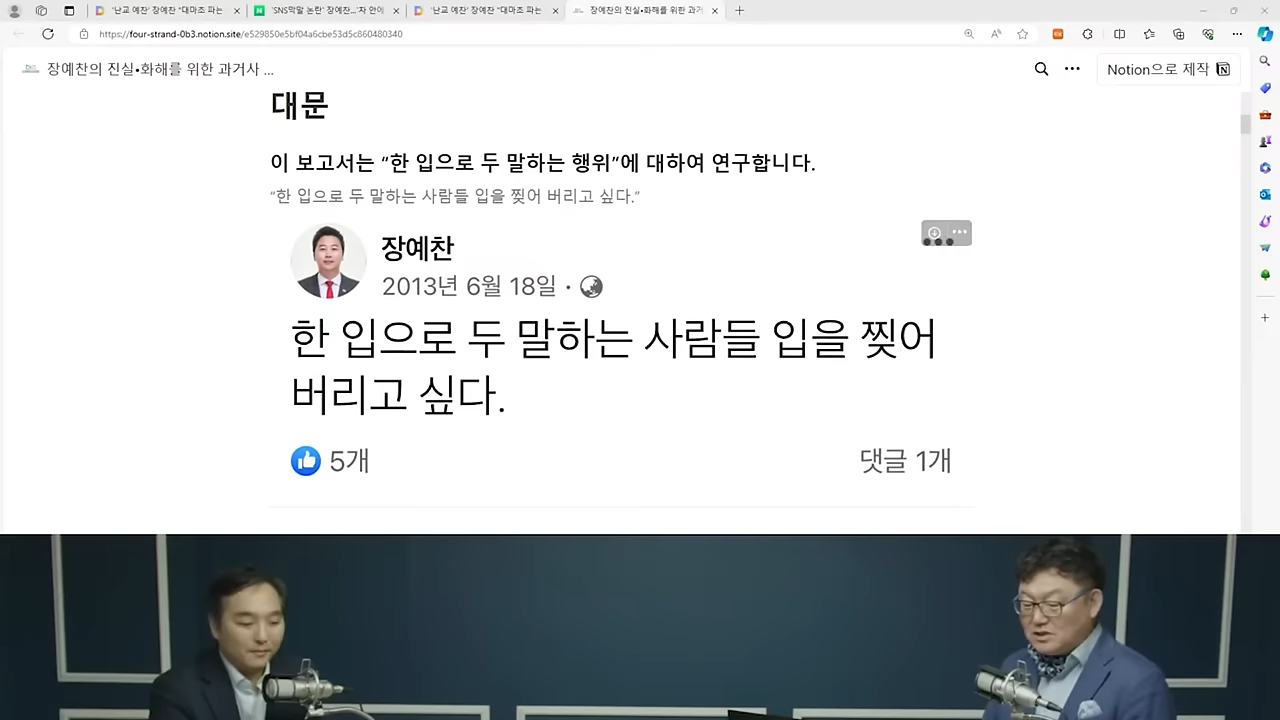 '난교 예찬' 장예찬 "대마초 파는
'SNS막말 논란' 장예찬…'차 안이
'난교 예찬' 장예찬 "대마초 파는
장예찬의 진실•화해를 위한 과거
https://four-strand-0b3.notion.site/e529850e5bf04a6cbe53d5c860480340
장예찬의 진실•화해를 위한 과거사 ...
Notion으로 제작
대문
이 보고서는 "한 입으로 두 말하는 행위"에 대하여 연구합니다.
"한 입으로 두 말하는 사람들 입을 찢어 버리고 싶다."
장예찬
2013년 6월 18일 ·
한 입으로 두 말하는 사람들 입을 찢어
버리고 싶다.
5개
댓글 1개